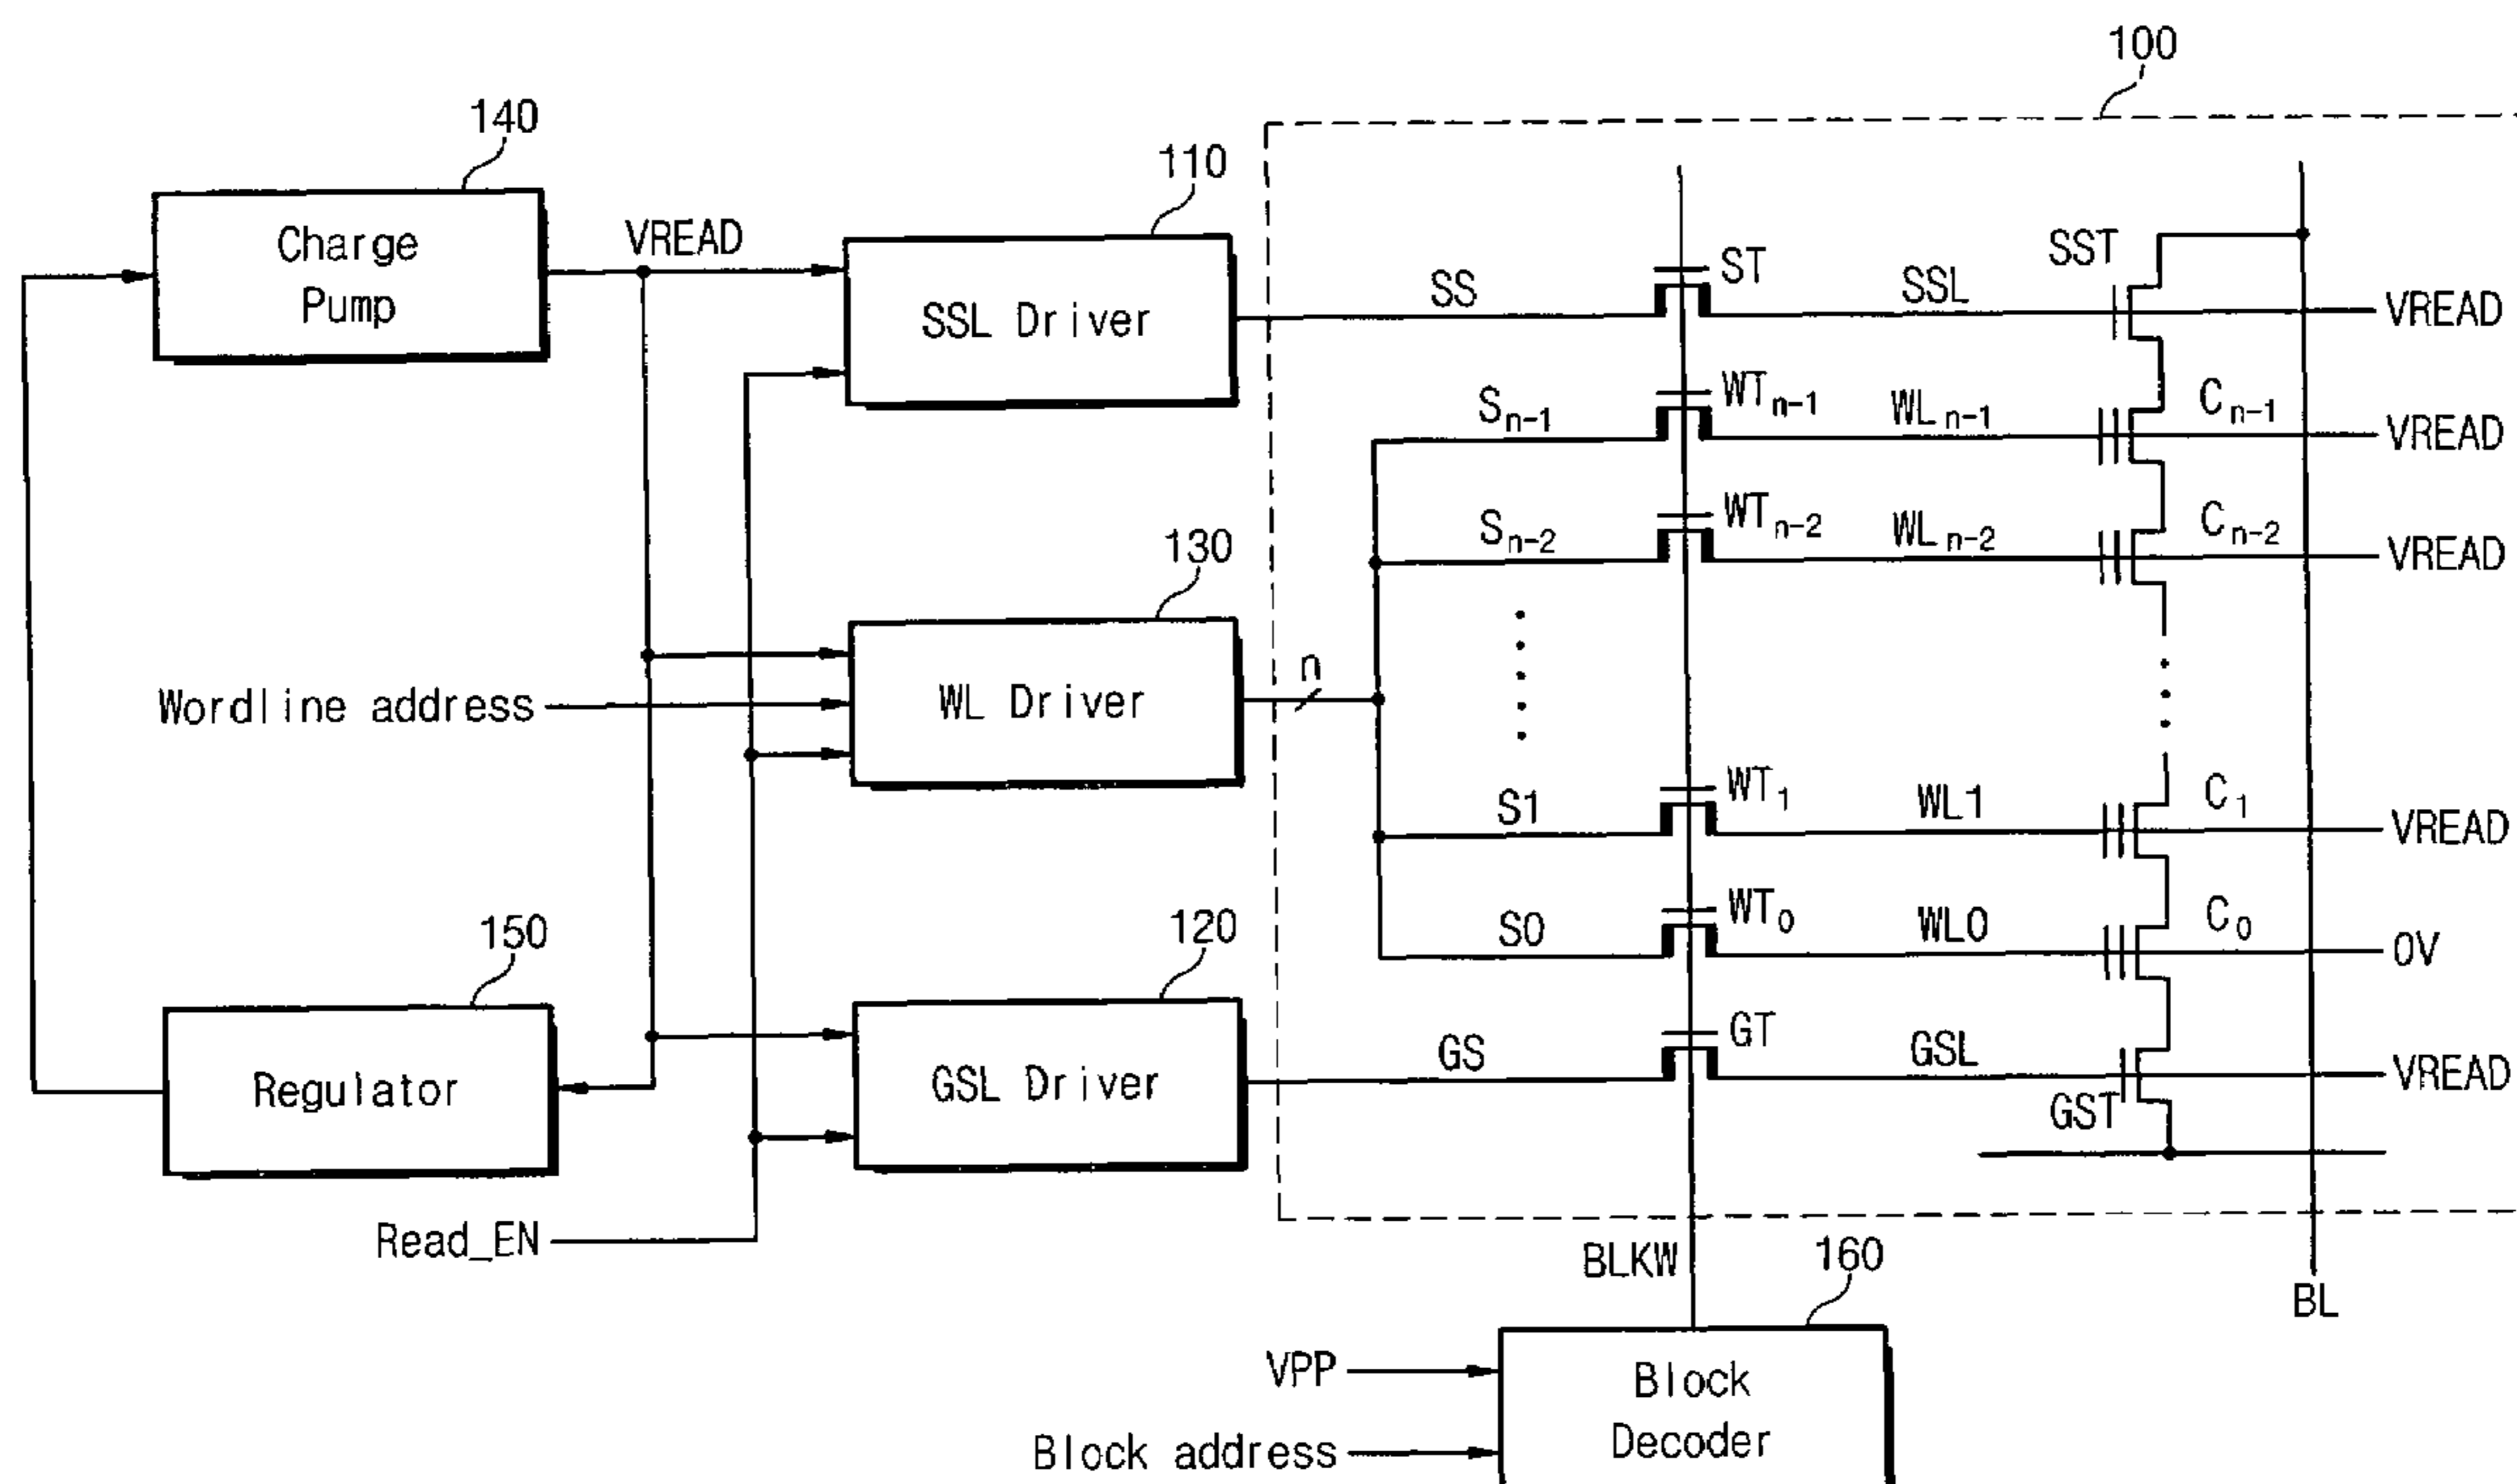 100
140
110
Charge
Pump
VREAD
SSL Driver
SS
ST
SSL
SST
VREAD
Sn-1
WTn-1
WLn-1
Cn-1
VREAD
Sn-2
WTn-2
WLn-2
Cn-2
VREAD
130
Wordline address
WL Driver
n
S1
WT1
WL1
C1
VREAD
S0
WT0
WL0
C0
0V
150
120
Regulator
GSL Driver
GS
GT
GSL
GST
VREAD
Read_EN
BLKW
160
BL
VPP
Block address
Block
Decoder